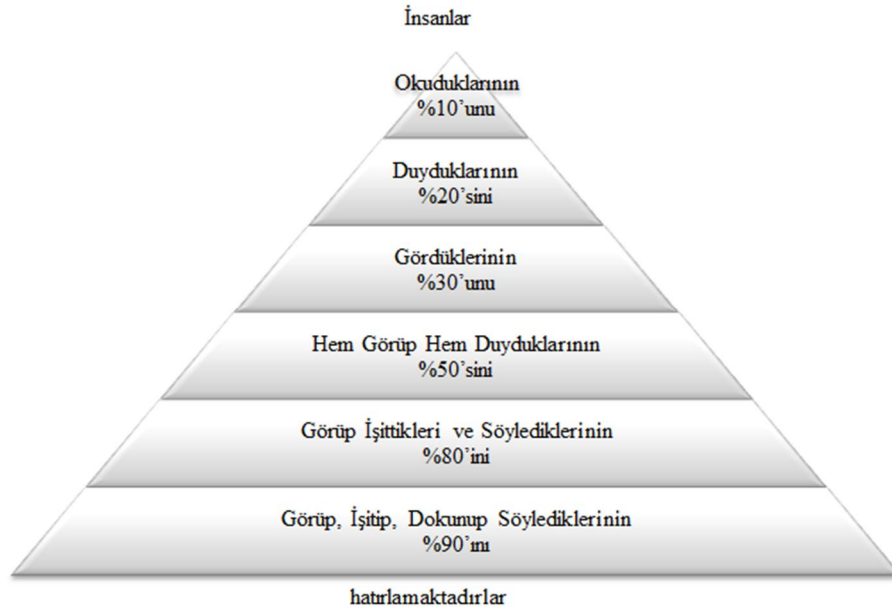 İnsanlar
Okuduklarının
%10’unu
Duyduklarının
%20’sini
Gördüklerinin
%30’unu
Hem Görüp Hem Duyduklarının
%50’sini
Görüp İşittikleri ve Söylediklerinin
%80’ini
Görüp, İşitip, Dokunup Söylediklerinin
%90’ını
hatırlamaktadırlar